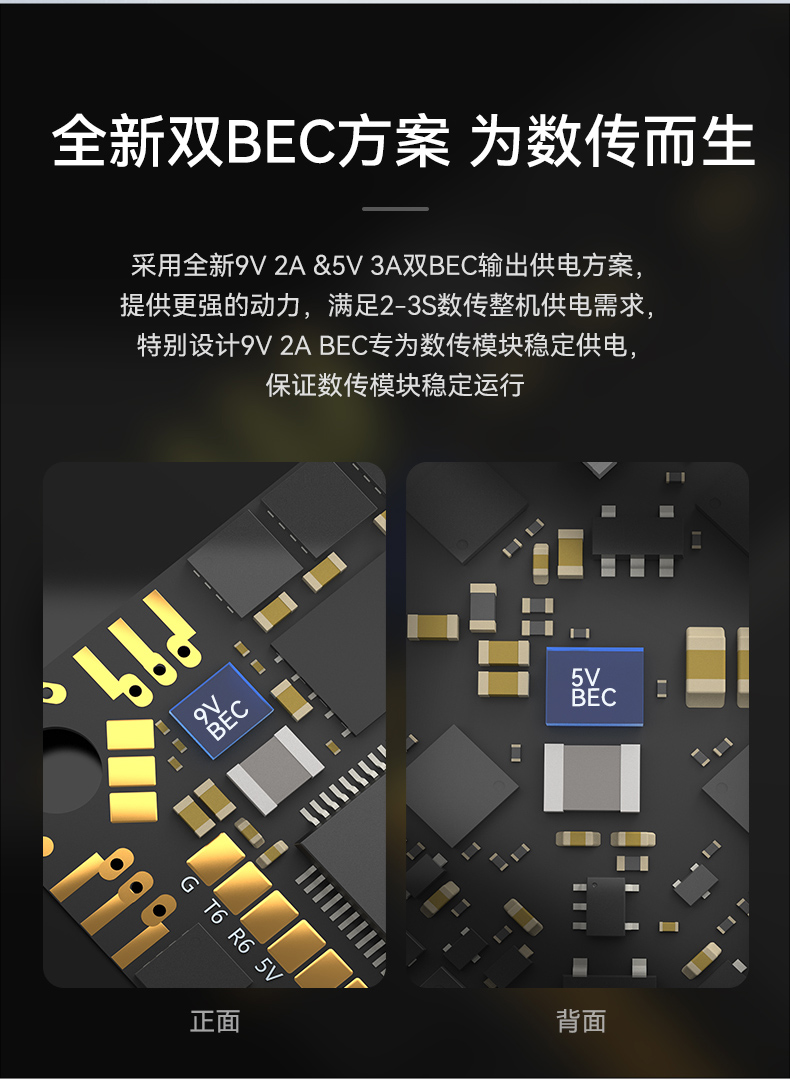 全新双BEC方案 为数传而生
采用全新9V 2A &5V 3A双BEC输出供电方案，
提供更强的动力，满足2-3S数传整机供电需求，
特别设计9V 2A BEC专为数传模块稳定供电，
保证数传模块稳定运行
9V
BEC
G T6 R6 5V
5V
BEC
正面
背面